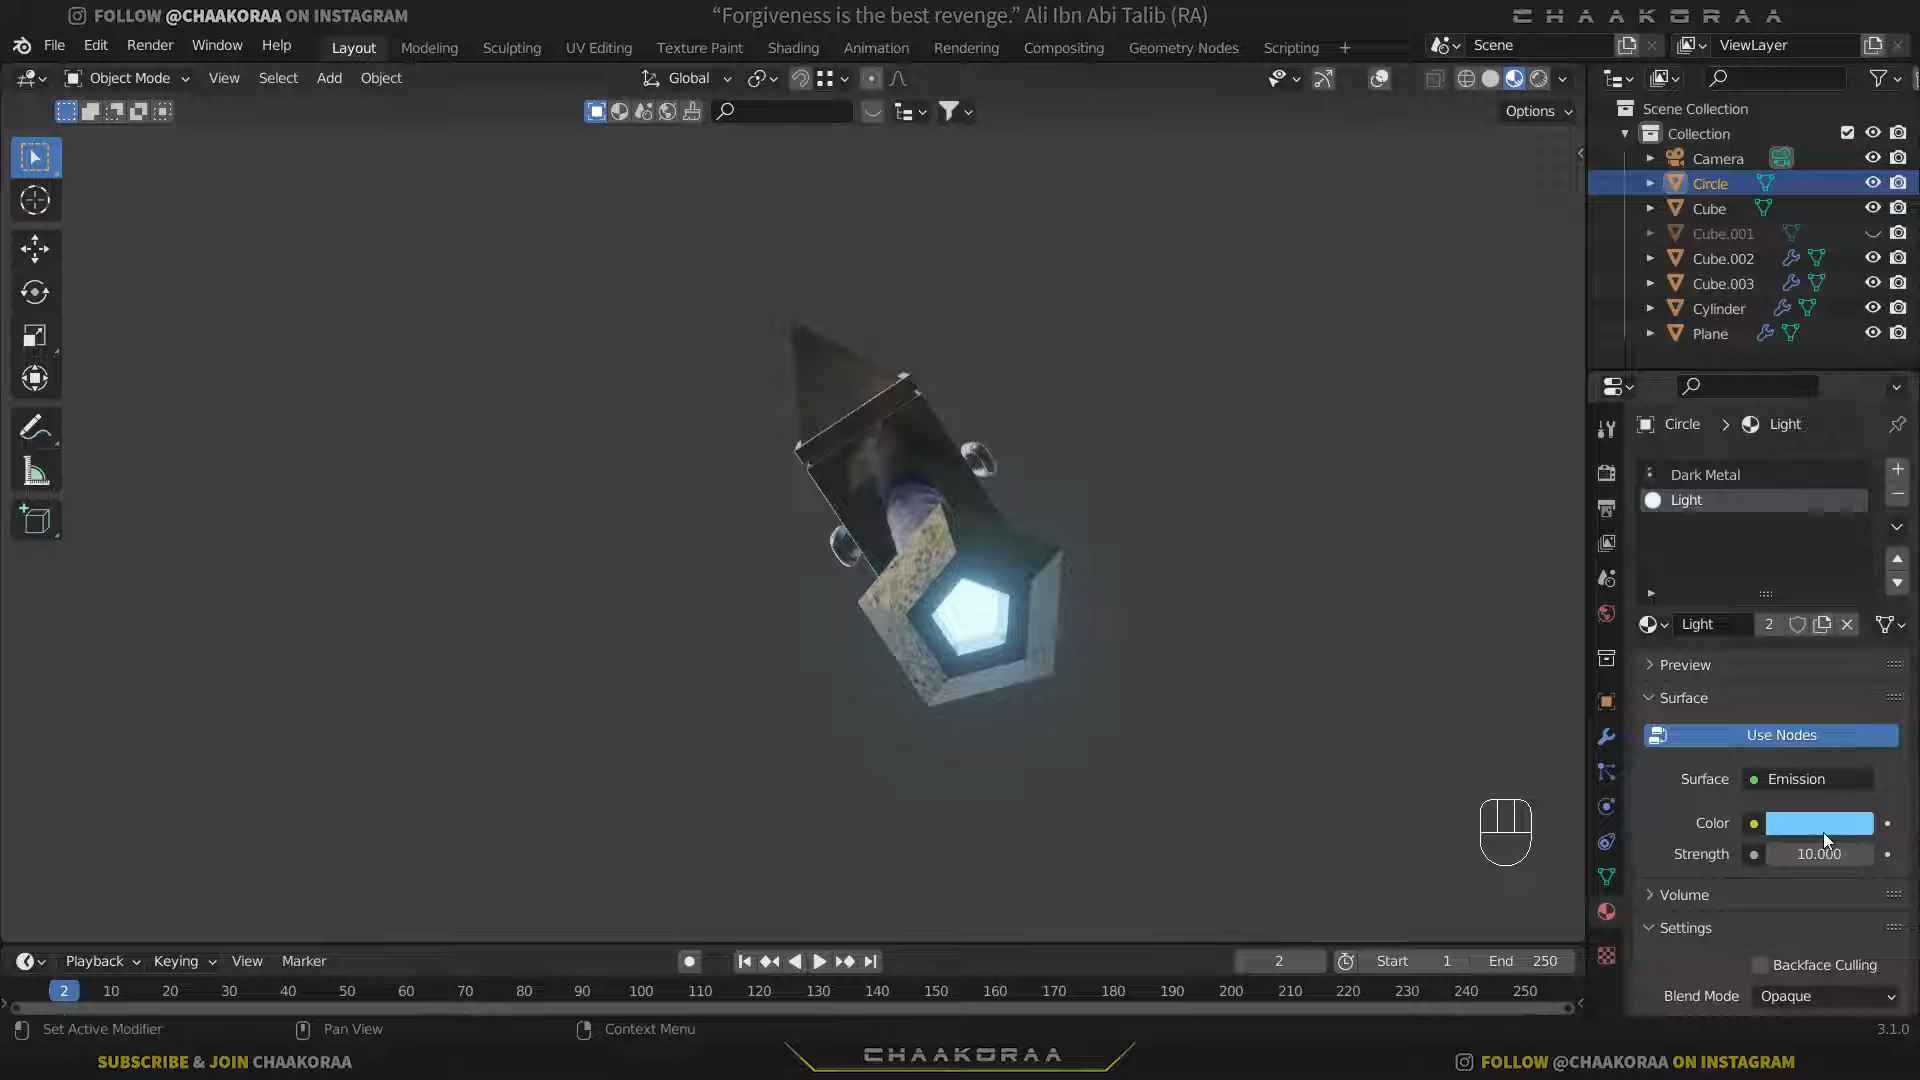 FOLLOW @CHAAKORAA ON INSTAGRAM
“Forgiveness is the best revenge.” Ali Ibn Abi Talib (RA)
CHAAKORAA
File Edit Render Window Help
Layout Modeling Sculpting UV Editing Texture Paint Shading Animation Rendering Compositing Geometry Nodes Scripting +
Scene
ViewLayer
Object Mode View Select Add Object
Global
Options
Scene Collection
Collection
Camera
Circle
Cube
Cube.001
Cube.002
Cube.003
Cylinder
Plane
Circle > Light
Dark Metal
Light
Light 2
Preview
Surface
Use Nodes
Surface Emission
Color
Strength 10.000
Volume
Settings
Backface Culling
Blend Mode Opaque
Playback Keying View Marker
2 Start 1 End 250
2 10 20 30 40 50 60 70 80 90 100 110 120 130 140 150 160 170 180 190 200 210 220 230 240 250
Set Active Modifier Pan View Context Menu 3.1.0
SUBSCRIBE & JOIN CHAAKORAA
CHAAKORAA
FOLLOW @CHAAKORAA ON INSTAGRAM